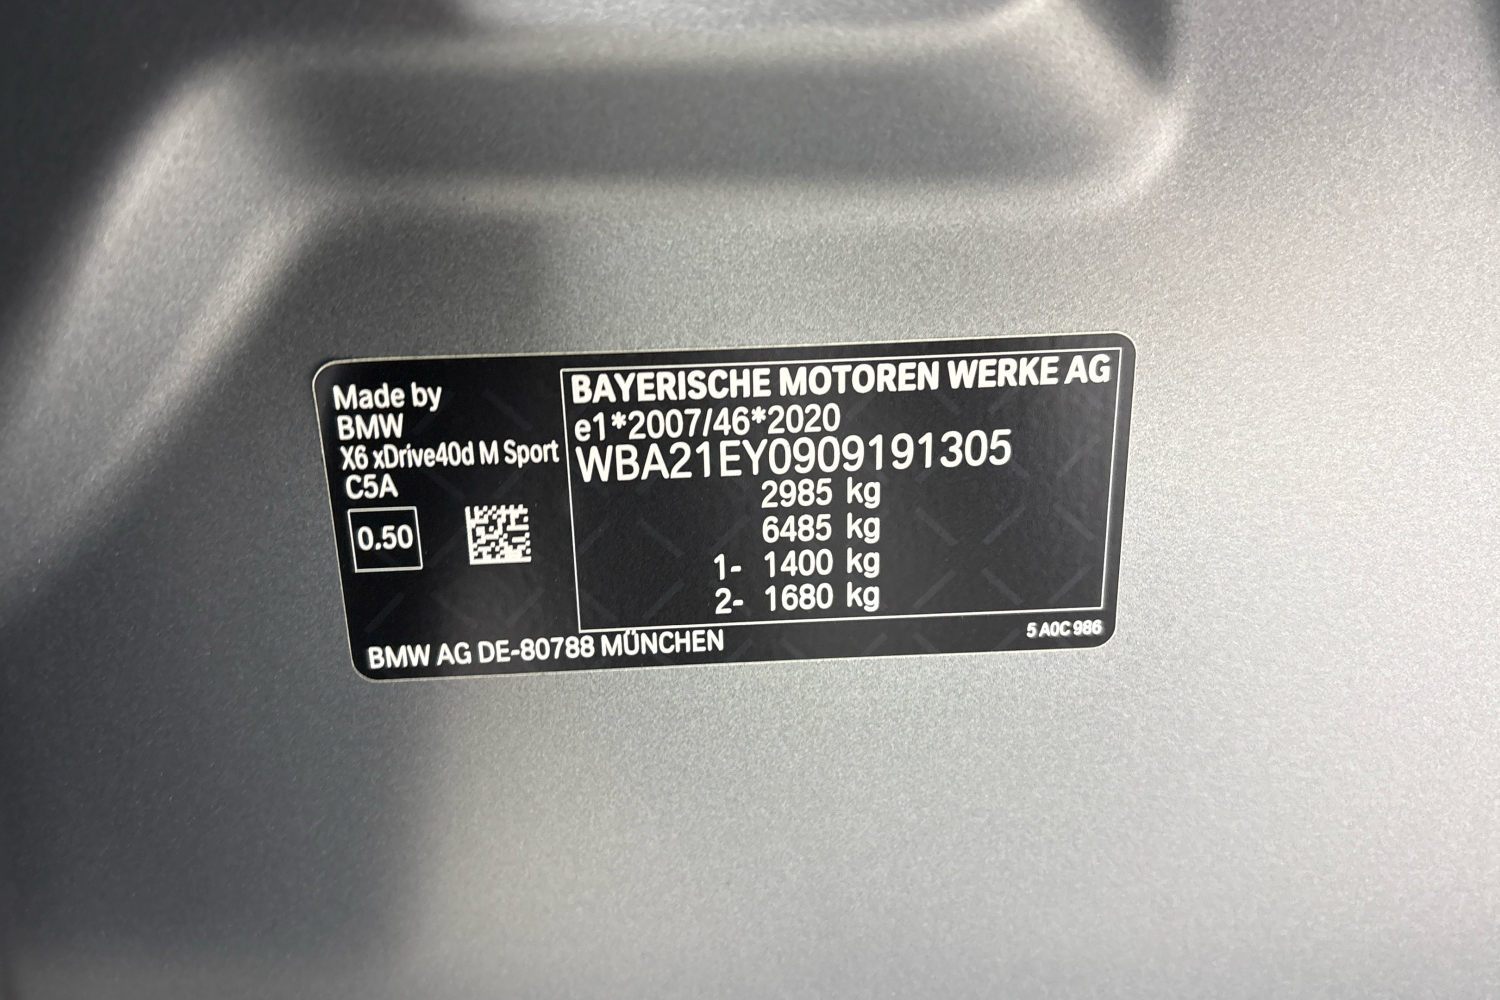 Made by
BMW
X6 xDrive40d M Sport
C5A
0.50
BAYERISCHE MOTOREN WERKE AG
e1*2007/46*2020
WBA21EY0909191305
2985 kg
6485 kg
1- 1400 kg
2- 1680 kg
BMW AG DE-80788 MÜNCHEN
5 A0C 986